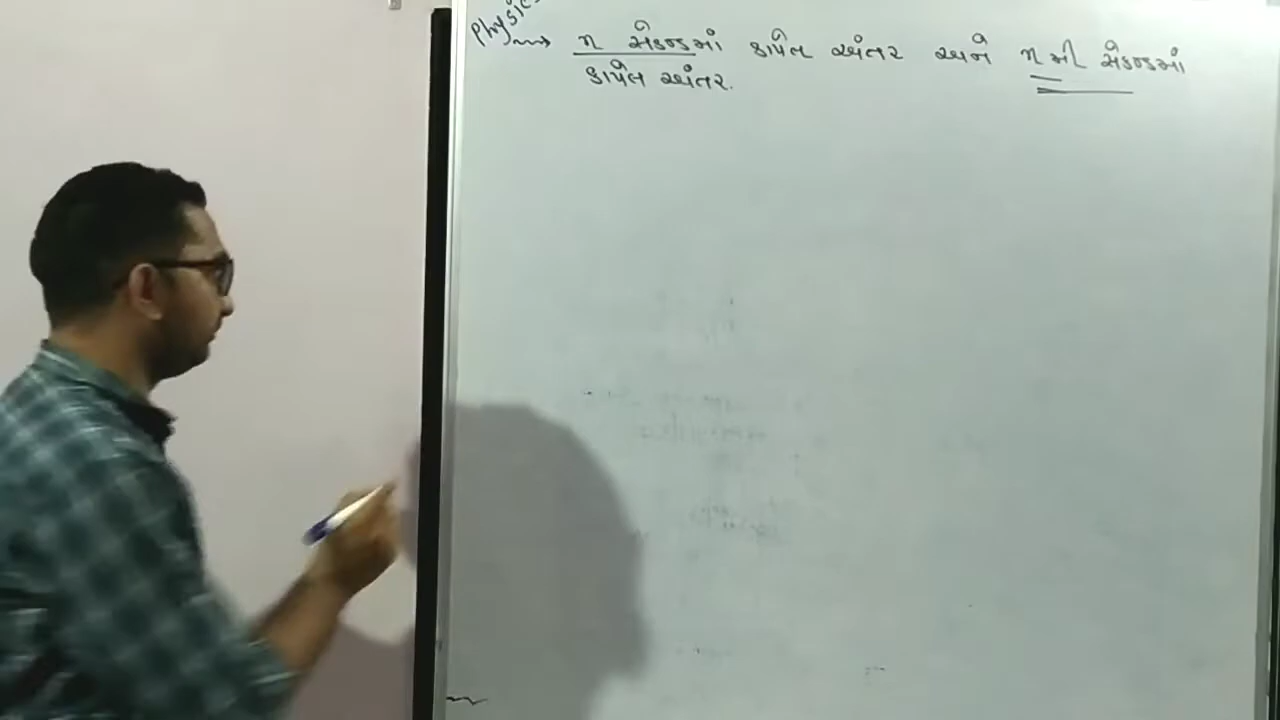 Physics
n સેકન્ડમાં કાપેલ અંતર અને n મી સેકન્ડમાં
કાપેલ અંતર.